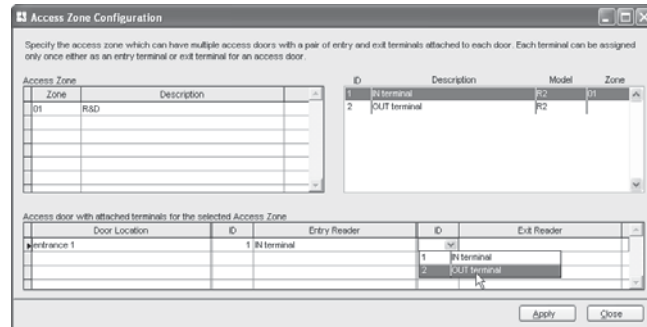 Access Zone Configuration
Specify the access zone which can have multiple access doors with a pair of entry and exit terminals attached to each door. Each terminal can be assigned
only once either as an entry terminal or exit terminal for an access door.
Access Zone
Zone Description
01 R&D
ID Description Model Zone
1 IN terminal R2 01
2 OUT terminal R2
Access door with attached terminals for the selected Access Zone
Door Location ID Entry Reader ID Exit Reader
entrance 1 1 IN terminal
1 IN terminal
2 OUT terminal
Apply Close